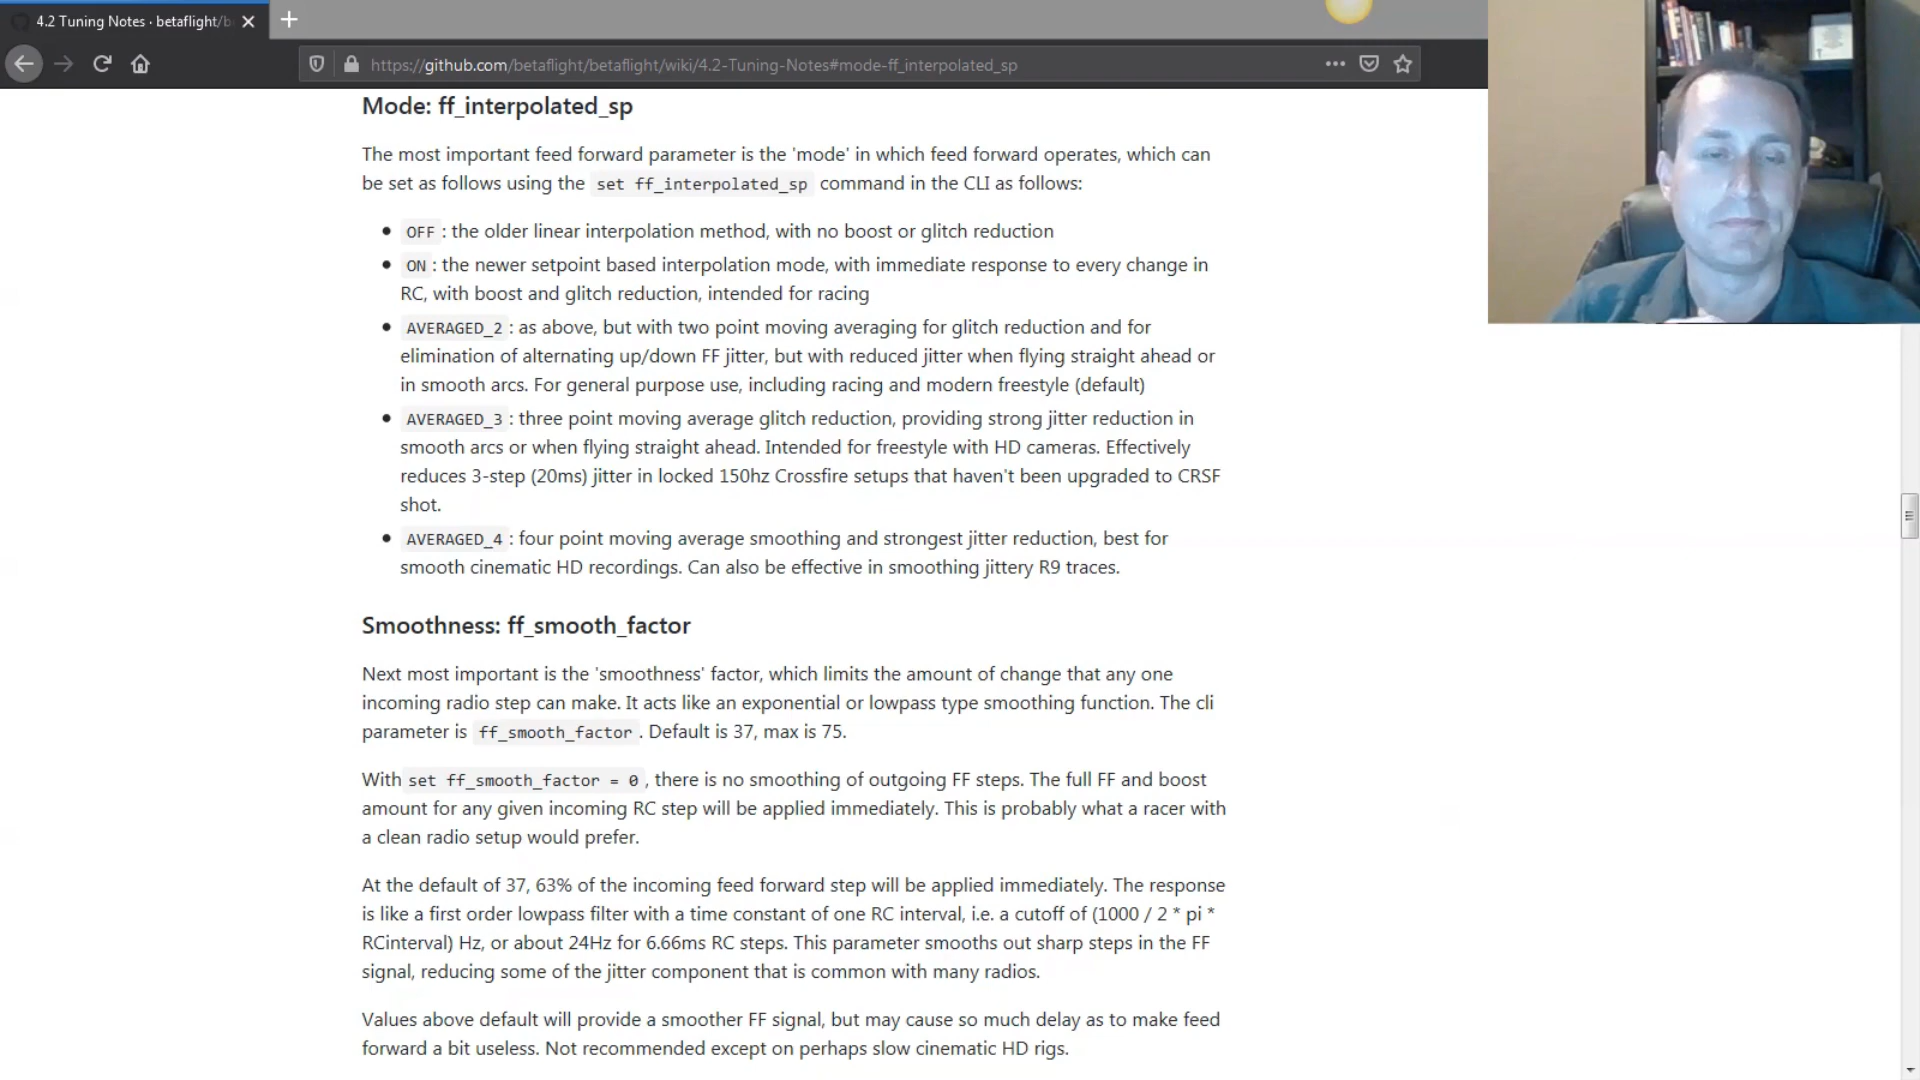 4.2 Tuning Notes · betaflight/b
https://github.com/betaflight/betaflight/wiki/4.2-Tuning-Notes#mode-ff_interpolated_sp
Mode: ff_interpolated_sp
The most important feed forward parameter is the 'mode' in which feed forward operates, which can
be set as follows using the set ff_interpolated_sp command in the CLI as follows:
• OFF : the older linear interpolation method, with no boost or glitch reduction
• ON : the newer setpoint based interpolation mode, with immediate response to every change in
RC, with boost and glitch reduction, intended for racing
• AVERAGED_2 : as above, but with two point moving averaging for glitch reduction and for
elimination of alternating up/down FF jitter, but with reduced jitter when flying straight ahead or
in smooth arcs. For general purpose use, including racing and modern freestyle (default)
• AVERAGED_3 : three point moving average glitch reduction, providing strong jitter reduction in
smooth arcs or when flying straight ahead. Intended for freestyle with HD cameras. Effectively
reduces 3-step (20ms) jitter in locked 150hz Crossfire setups that haven't been upgraded to CRSF
shot.
• AVERAGED_4 : four point moving average smoothing and strongest jitter reduction, best for
smooth cinematic HD recordings. Can also be effective in smoothing jittery R9 traces.
Smoothness: ff_smooth_factor
Next most important is the 'smoothness' factor, which limits the amount of change that any one
incoming radio step can make. It acts like an exponential or lowpass type smoothing function. The cli
parameter is ff_smooth_factor . Default is 37, max is 75.
With set ff_smooth_factor = 0 , there is no smoothing of outgoing FF steps. The full FF and boost
amount for any given incoming RC step will be applied immediately. This is probably what a racer with
a clean radio setup would prefer.
At the default of 37, 63% of the incoming feed forward step will be applied immediately. The response
is like a first order lowpass filter with a time constant of one RC interval, i.e. a cutoff of (1000 / 2 * pi *
RCinterval) Hz, or about 24Hz for 6.66ms RC steps. This parameter smooths out sharp steps in the FF
signal, reducing some of the jitter component that is common with many radios.
Values above default will provide a smoother FF signal, but may cause so much delay as to make feed
forward a bit useless. Not recommended except on perhaps slow cinematic HD rigs.